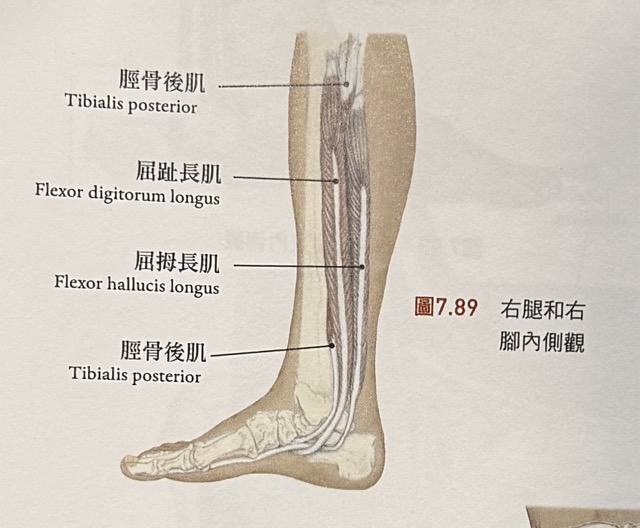 脛骨後肌
Tibialis posterior
屈趾長肌
Flexor digitorum longus
屈拇長肌
Flexor hallucis longus
脛骨後肌
Tibialis posterior
圖7.89 右腿和右
腳內側觀